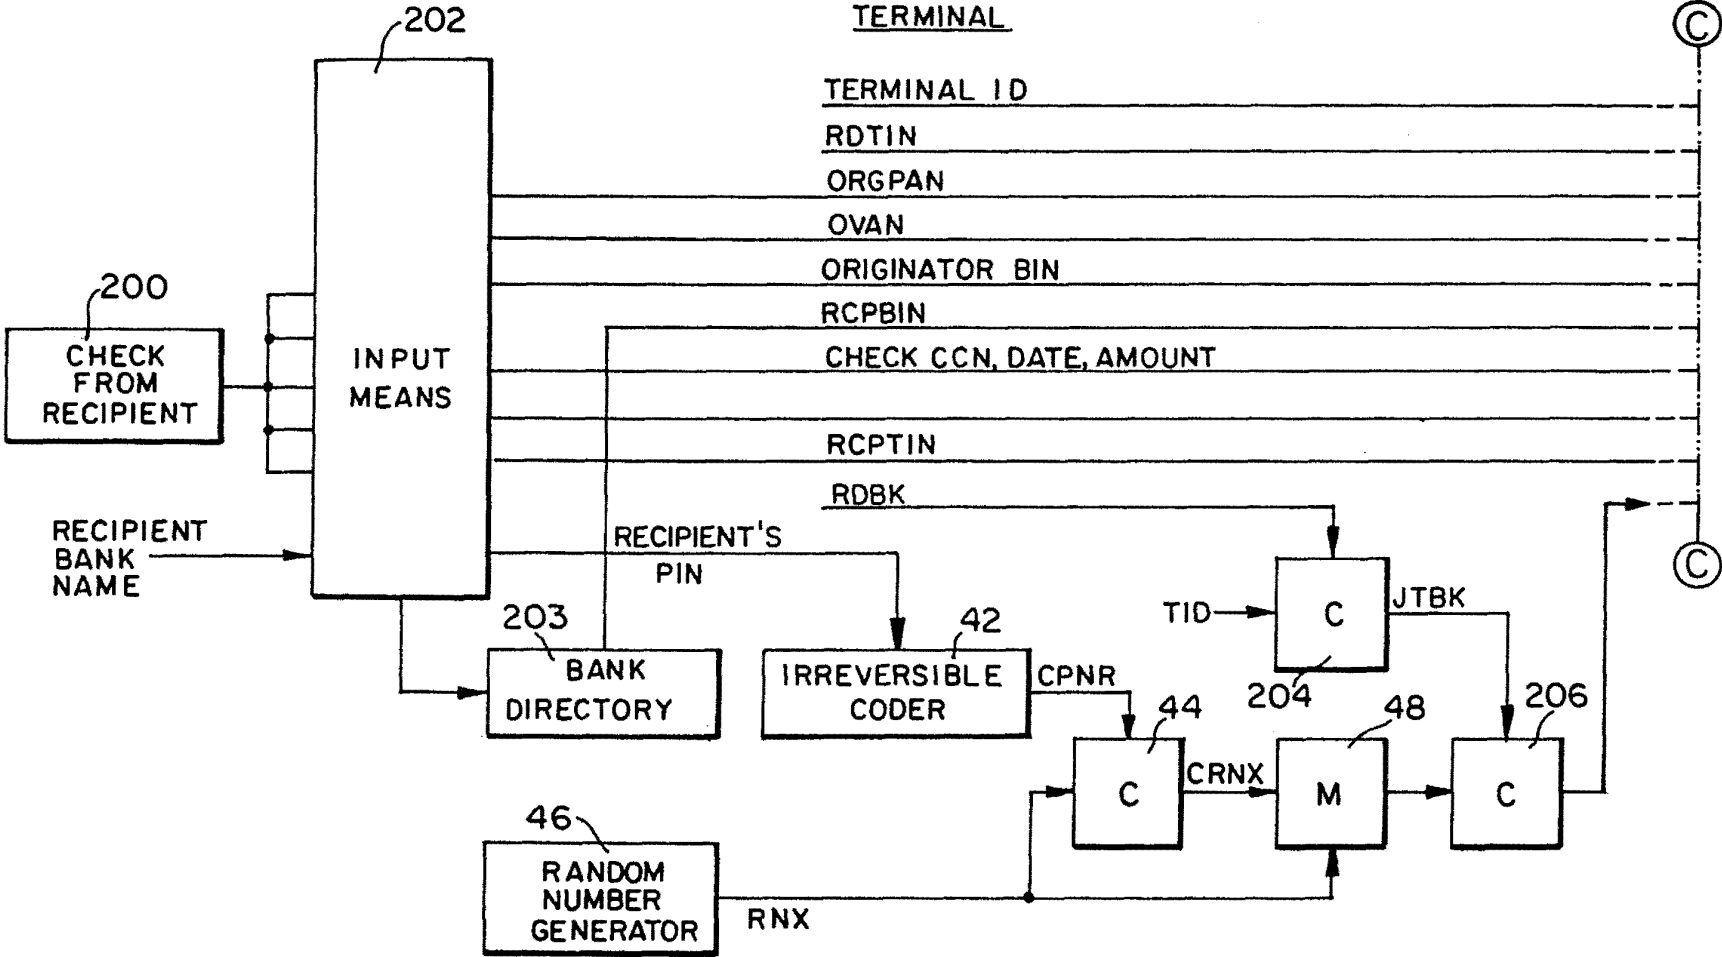 TERMINAL
202
C
TERMINAL ID
RDTIN
ORGPAN
OVAN
ORIGINATOR BIN
RCPBIN
CHECK CCN, DATE, AMOUNT
RCPTIN
RDBK
200
CHECK
FROM
RECIPIENT
INPUT
MEANS
RECIPIENT
BANK
NAME
RECIPIENT'S
PIN
C
TID
C
JTBK
204
203
BANK
DIRECTORY
42
IRREVERSIBLE
CODER
CPNR
44
C
CRNX
48
M
206
C
46
RANDOM
NUMBER
GENERATOR
RNX